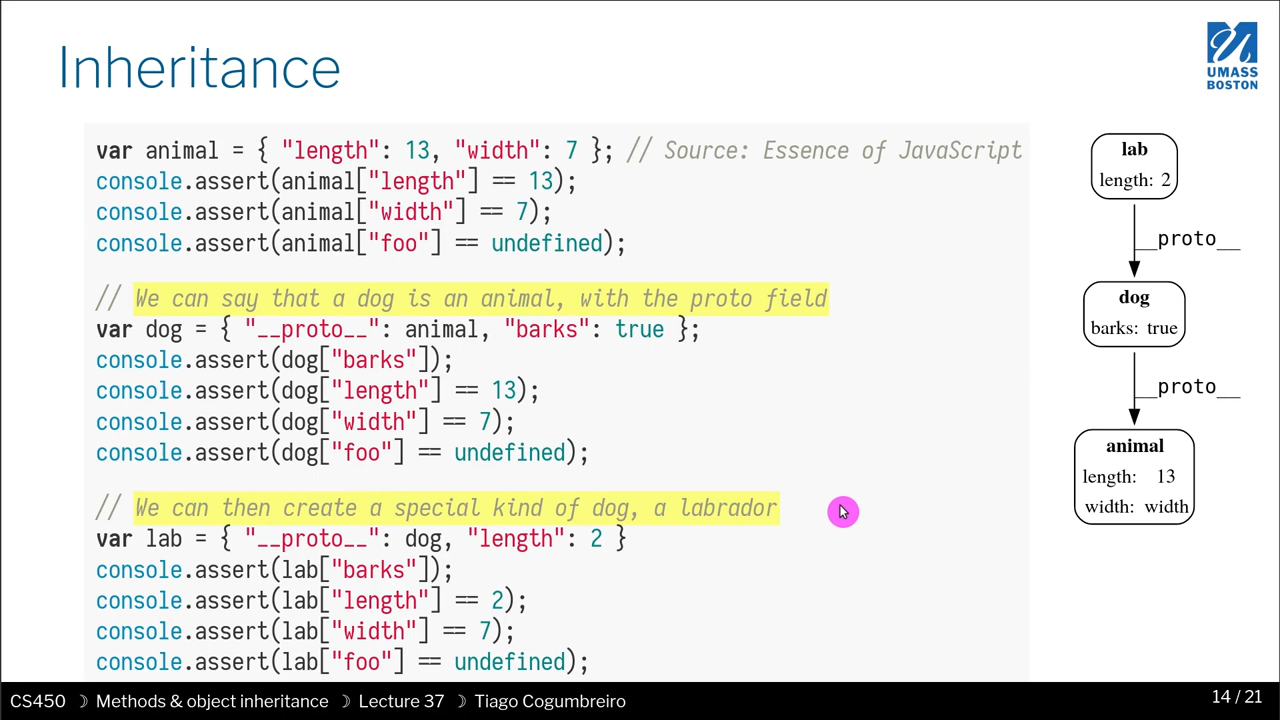 Inheritance
UMASS
BOSTON
var animal = { "length": 13, "width": 7 }; // Source: Essence of JavaScript
console.assert(animal["length"] == 13);
console.assert(animal["width"] == 7);
console.assert(animal["foo"] == undefined);
// We can say that a dog is an animal, with the proto field
var dog = { "__proto__": animal, "barks": true };
console.assert(dog["barks"]);
console.assert(dog["length"] == 13);
console.assert(dog["width"] == 7);
console.assert(dog["foo"] == undefined);
// We can then create a special kind of dog, a labrador
var lab = { "__proto__": dog, "length": 2 }
console.assert(lab["barks"]);
console.assert(lab["length"] == 2);
console.assert(lab["width"] == 7);
console.assert(lab["foo"] == undefined);
lab
length: 2
__proto__
dog
barks: true
__proto__
animal
length: 13
width: width
CS450 ☽ Methods & object inheritance ☽ Lecture 37 ☽ Tiago Cogumbreiro
14 / 21